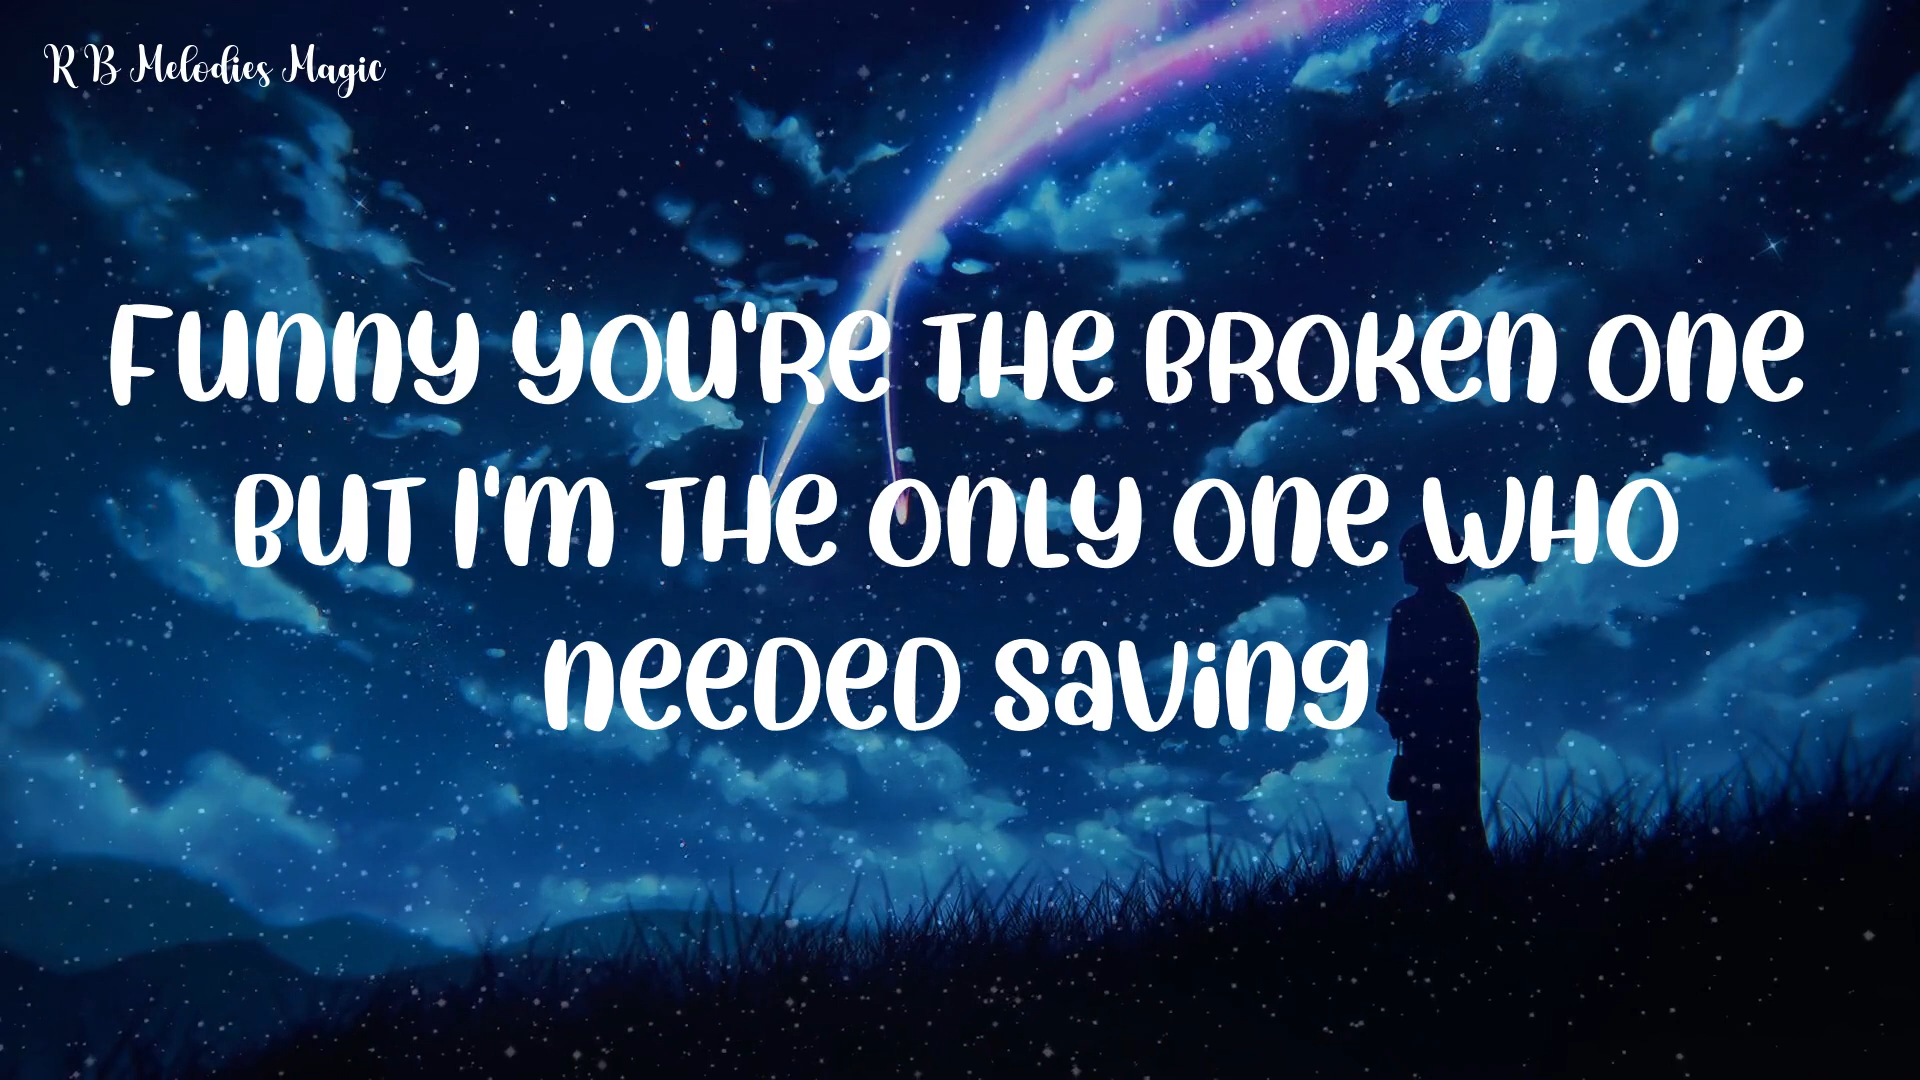 R B Melodies Magic
Funny you're the broken one
but I'm the only one who
needed saving